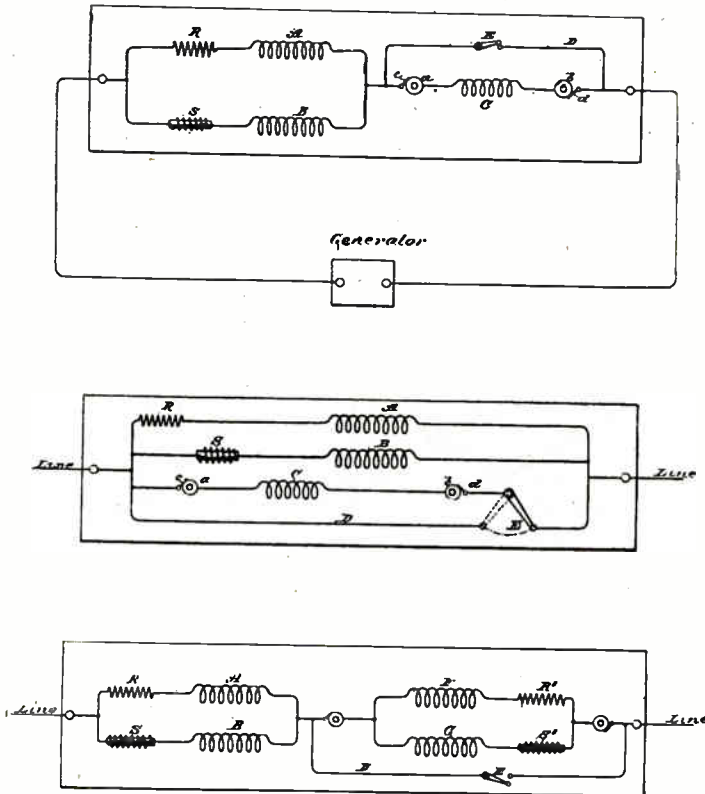 R A E D
c a C b d
S B
Generator
R A
S B
Line Line
c a C b d
D E
R A F R'
Line Line
S B G S'
D E